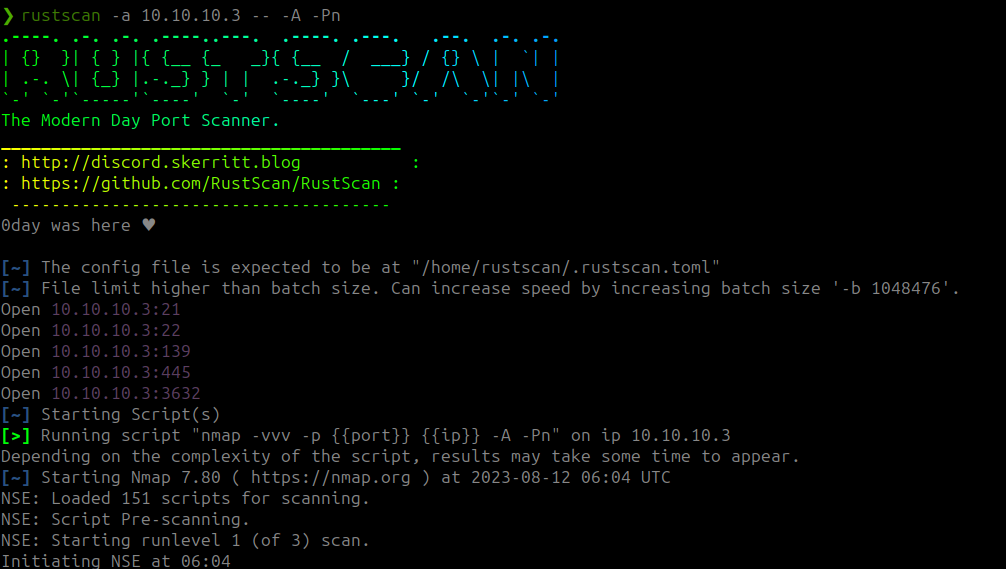 ❯ rustscan -a 10.10.10.3 -- -A -Pn
.----. .-. .-. .----..---.  .----. .---.   .--.  .-. .-.
| {}  }| { } |{ {__ {_   _}{ {__  /  ___} / {} \ |  `| |
| .-. \| {_} |.-._} } | |  .-._} }\     }/  /\  \| |\  |
`-' `-'`-----'`----'  `-'  `----'  `---' `-'  `-'`-' `-'
The Modern Day Port Scanner.
________________________________________
: http://discord.skerritt.blog           :
: https://github.com/RustScan/RustScan :
 --------------------------------------
0day was here ♥
[~] The config file is expected to be at "/home/rustscan/.rustscan.toml"
[~] File limit higher than batch size. Can increase speed by increasing batch size '-b 1048476'.
Open 10.10.10.3:21
Open 10.10.10.3:22
Open 10.10.10.3:139
Open 10.10.10.3:445
Open 10.10.10.3:3632
[~] Starting Script(s)
[>] Running script "nmap -vvv -p {{port}} {{ip}} -A -Pn" on ip 10.10.10.3
Depending on the complexity of the script, results may take some time to appear.
[~] Starting Nmap 7.80 ( https://nmap.org ) at 2023-08-12 06:04 UTC
NSE: Loaded 151 scripts for scanning.
NSE: Script Pre-scanning.
NSE: Starting runlevel 1 (of 3) scan.
Initiating NSE at 06:04